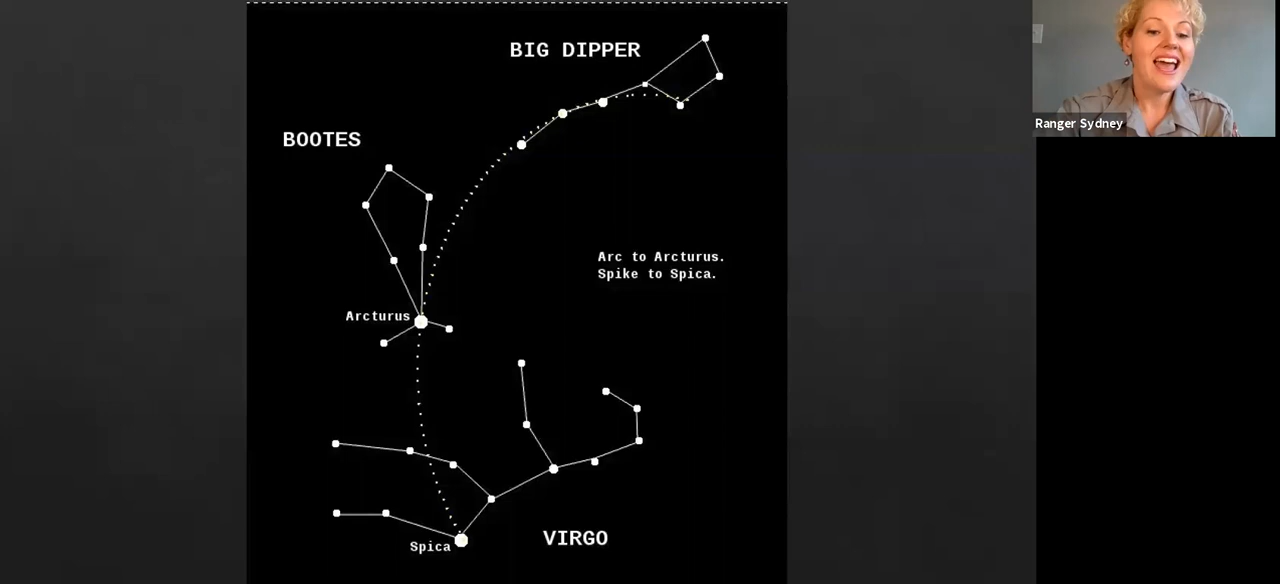 BIG DIPPER
BOOTES
Arc to Arcturus.
Spike to Spica.
Arcturus
VIRGO
Spica
Ranger Sydney